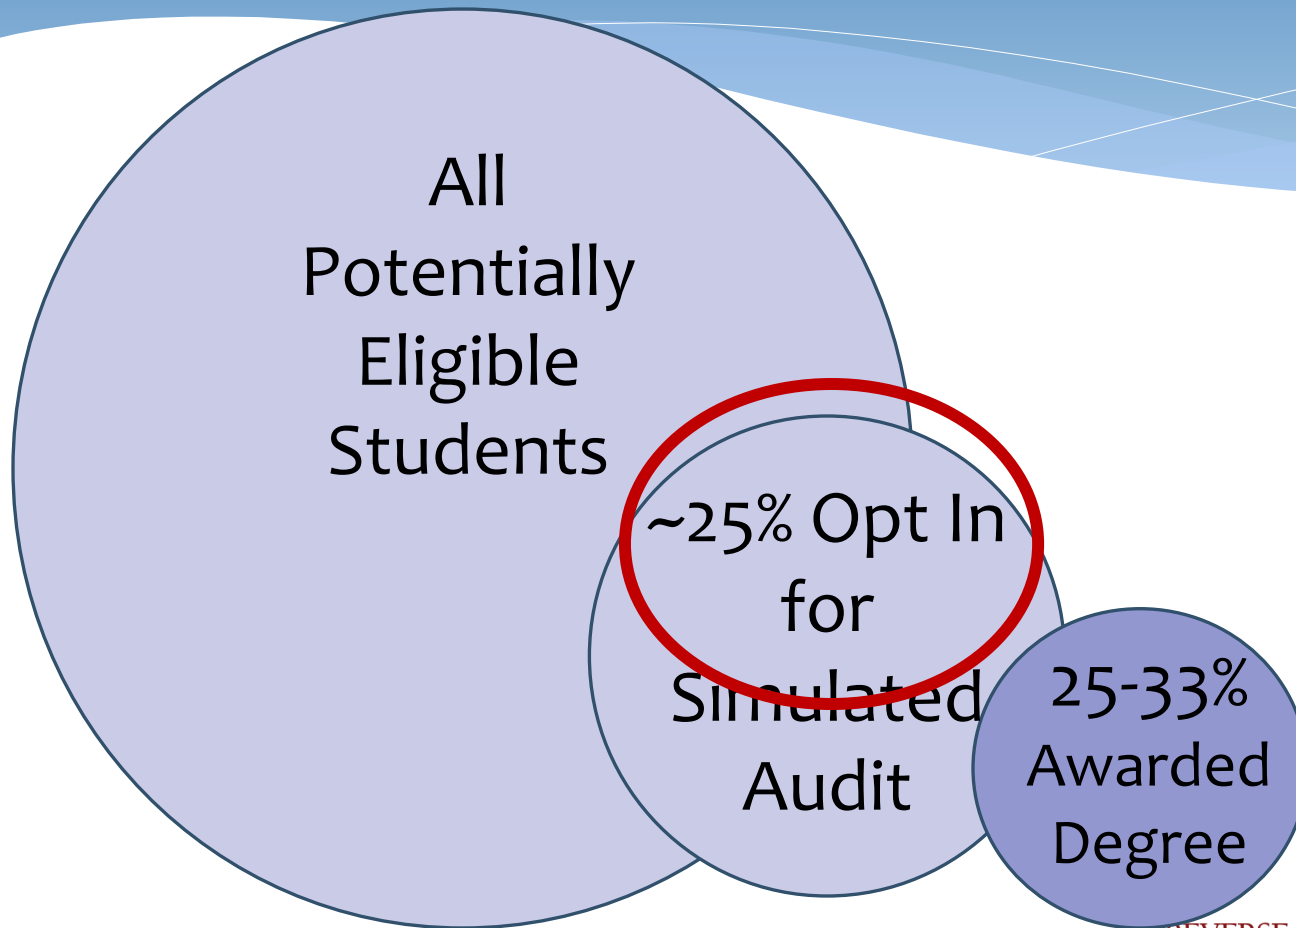 All
Potentially
Eligible
Students
~25% Opt In
for
Simulated
Audit
25-33%
Awarded
Degree